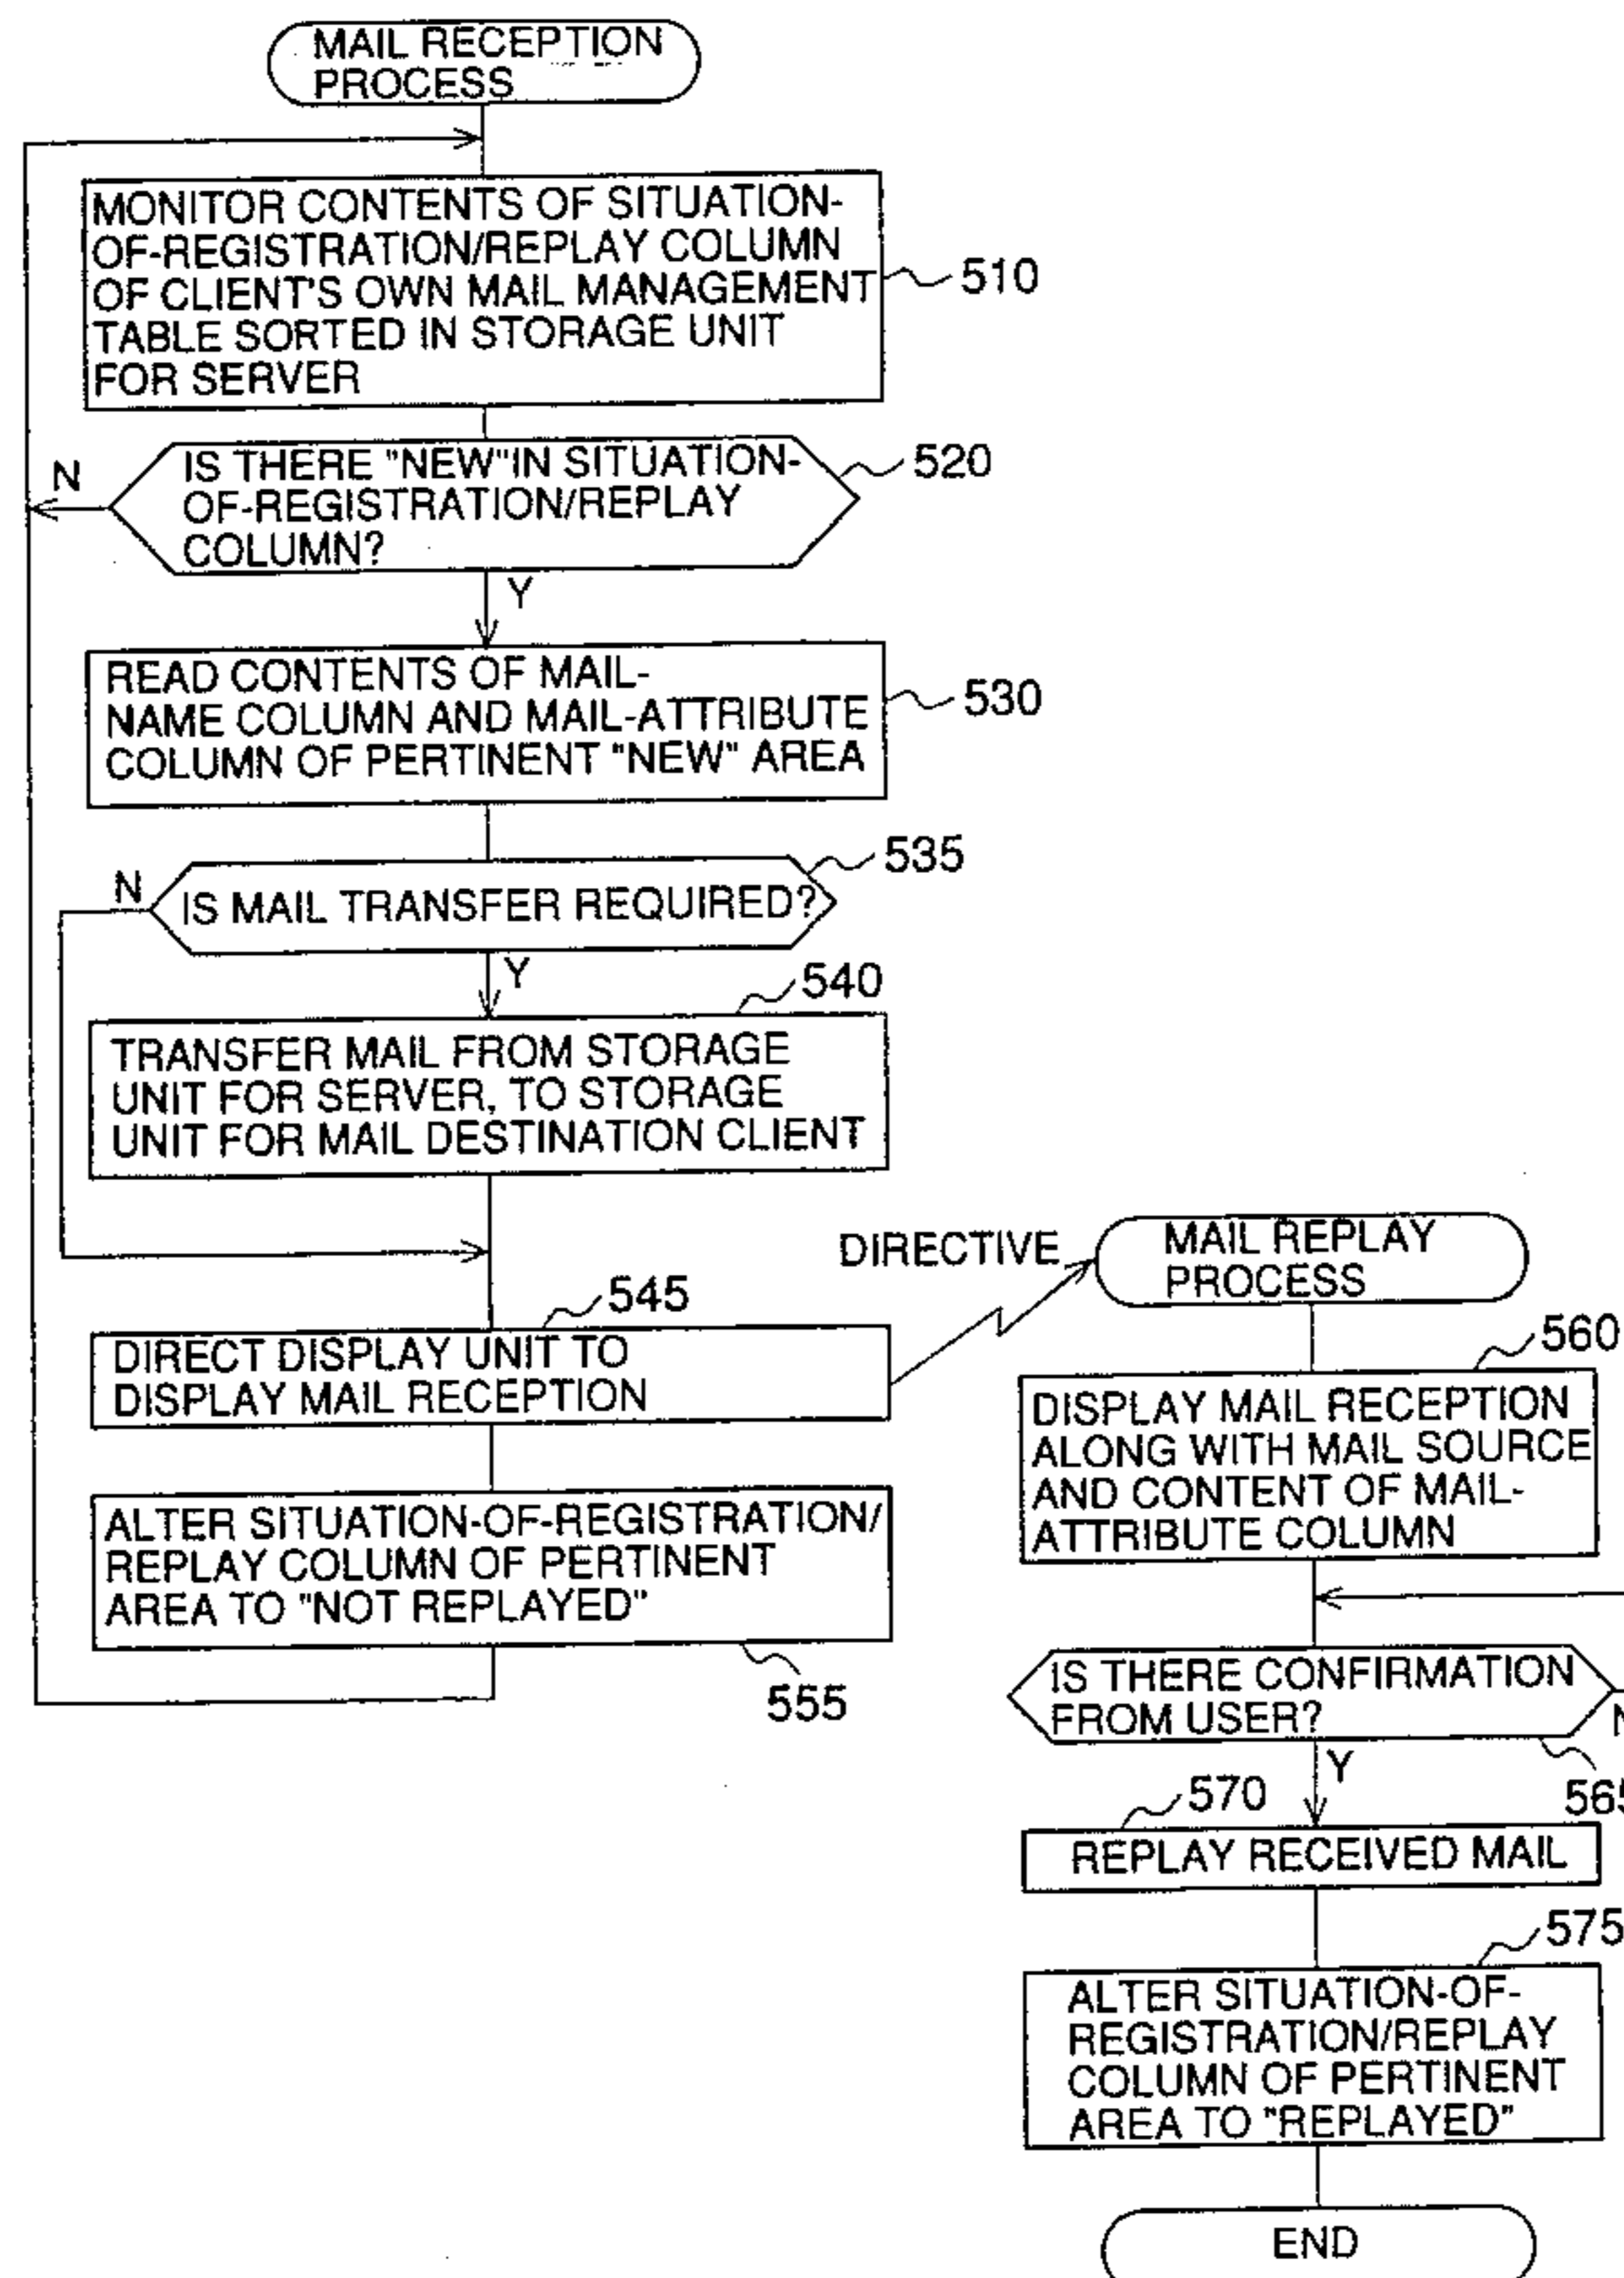 MAIL RECEPTION
PROCESS
MONITOR CONTENTS OF SITUATION-
OF-REGISTRATION/REPLAY COLUMN
OF CLIENT'S OWN MAIL MANAGEMENT
TABLE SORTED IN STORAGE UNIT
FOR SERVER
510
IS THERE "NEW"IN SITUATION-
OF-REGISTRATION/REPLAY
COLUMN?
520
N
Y
READ CONTENTS OF MAIL-
NAME COLUMN AND MAIL-ATTRIBUTE
COLUMN OF PERTINENT "NEW" AREA
530
IS MAIL TRANSFER REQUIRED?
535
N
Y
540
TRANSFER MAIL FROM STORAGE
UNIT FOR SERVER, TO STORAGE
UNIT FOR MAIL DESTINATION CLIENT
545
DIRECT DISPLAY UNIT TO
DISPLAY MAIL RECEPTION
DIRECTIVE
ALTER SITUATION-OF-REGISTRATION/
REPLAY COLUMN OF PERTINENT
AREA TO "NOT REPLAYED"
555
MAIL REPLAY
PROCESS
560
DISPLAY MAIL RECEPTION
ALONG WITH MAIL SOURCE
AND CONTENT OF MAIL-
ATTRIBUTE COLUMN
IS THERE CONFIRMATION
FROM USER?
N
565
Y
570
REPLAY RECEIVED MAIL
575
ALTER SITUATION-OF-
REGISTRATION/REPLAY
COLUMN OF PERTINENT
AREA TO "REPLAYED"
END